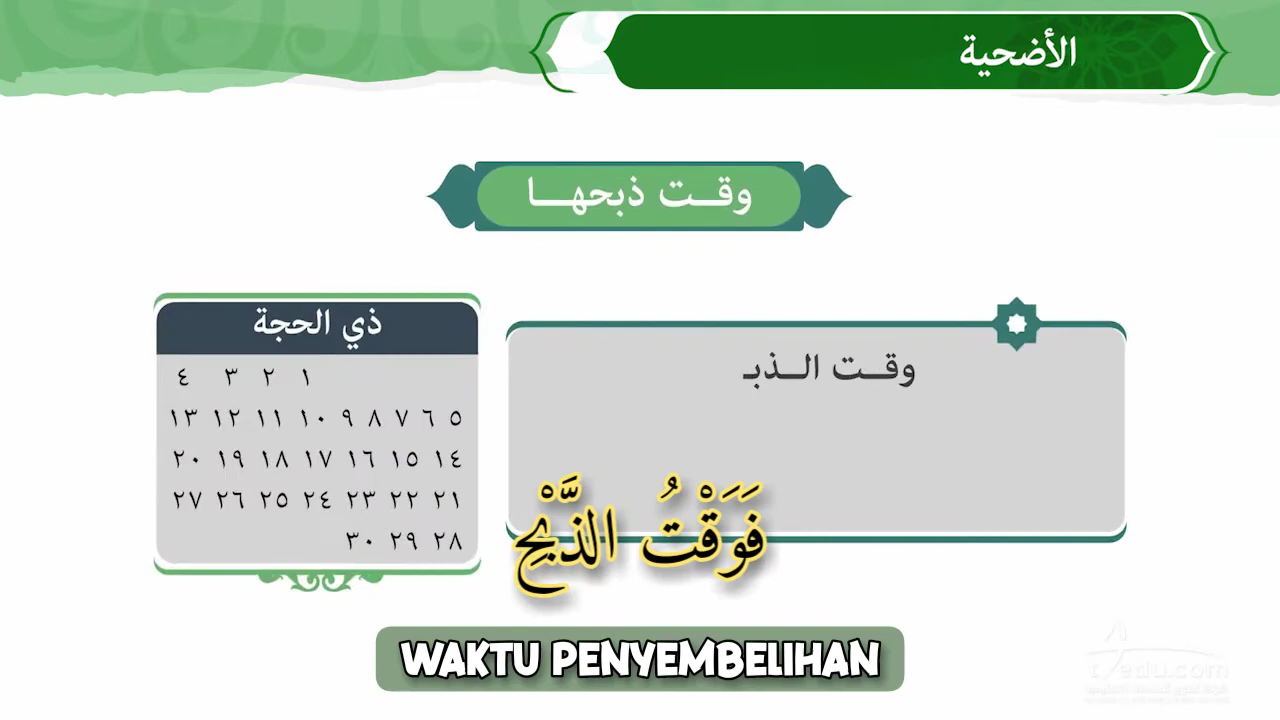 الأضحية
وقت ذبحها
وقت الذبـ
ذي الحجة
١ ٢ ٣ ٤
٥ ٦ ٧ ٨ ٩ ١٠ ١١ ١٢ ١٣
١٤ ١٥ ١٦ ١٧ ١٨ ١٩ ٢٠
٢١ ٢٢ ٢٣ ٢٤ ٢٥ ٢٦ ٢٧
٢٨ ٢٩ ٣٠
فَوَقْتُ الذَّبْحِ
WAKTU PENYEMBELIHAN